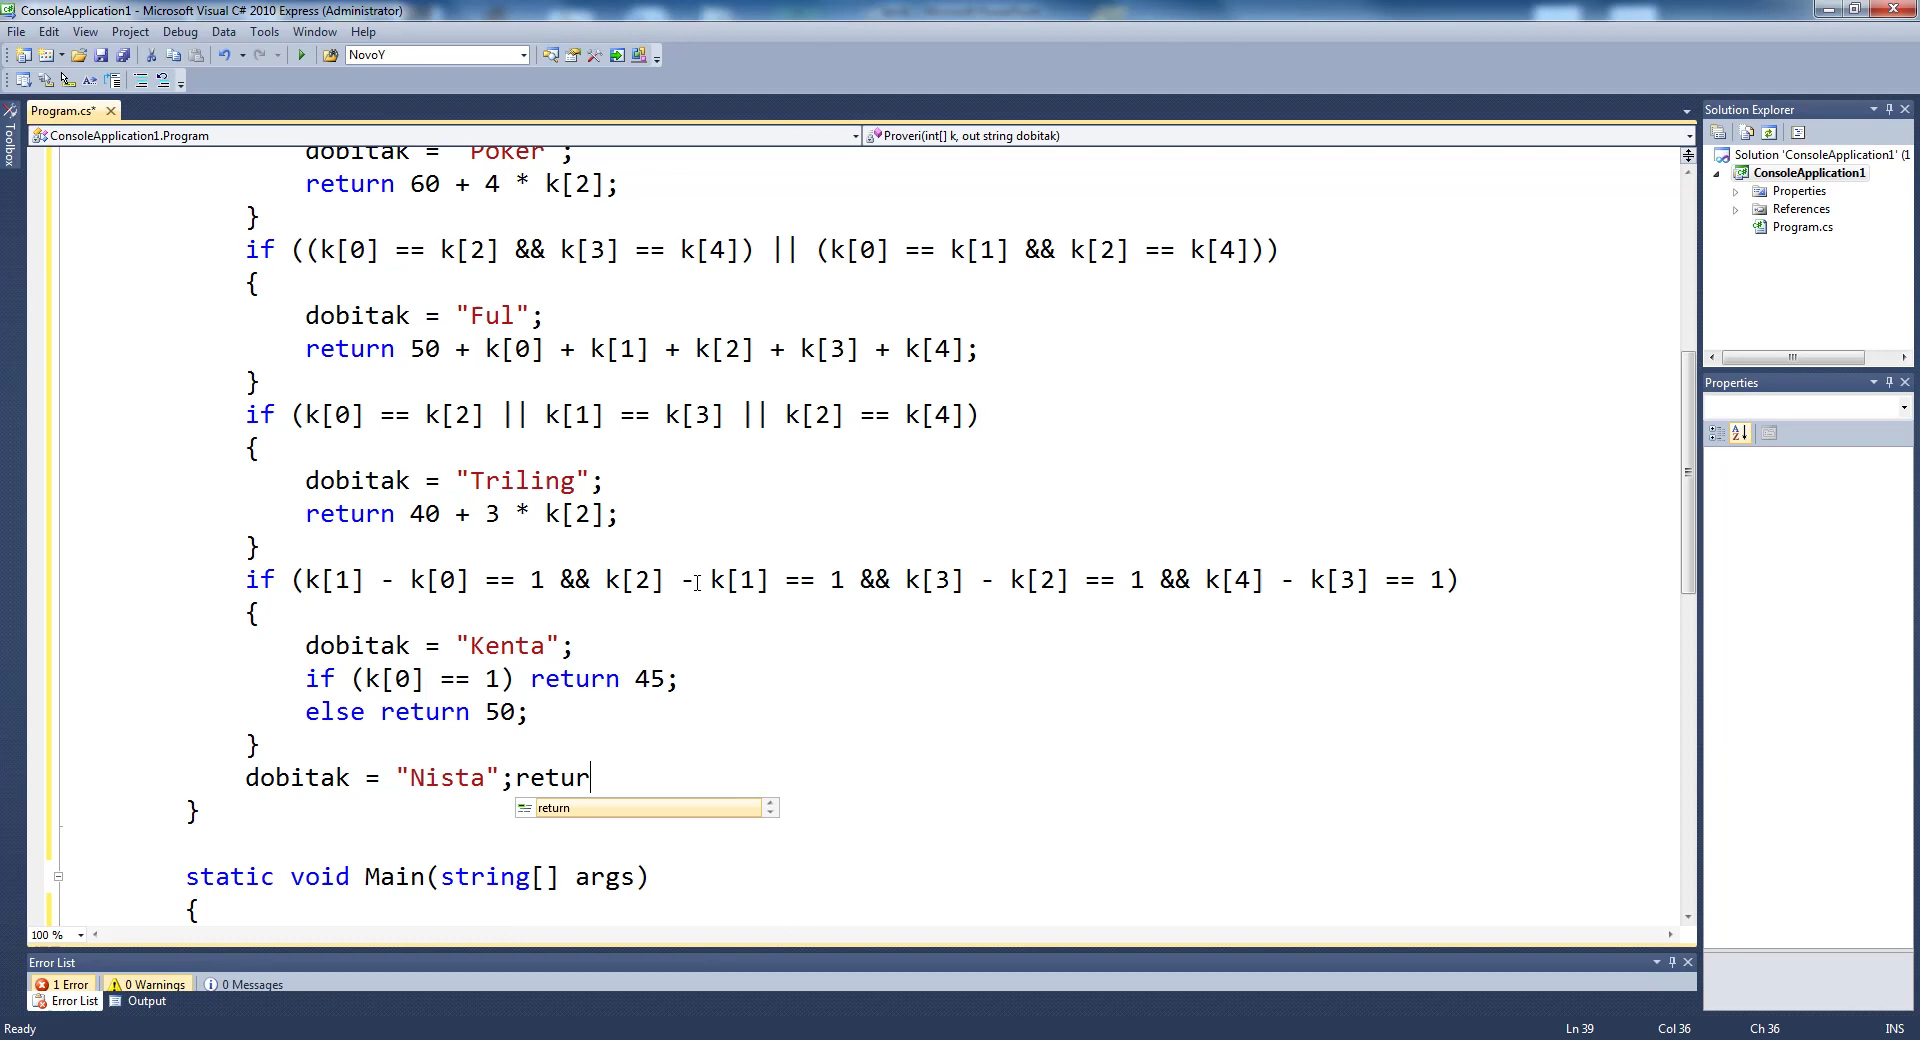 ConsoleApplication1 - Microsoft Visual C# 2010 Express (Administrator)
File Edit View Project Debug Data Tools Window Help
NovoY
Program.cs*
Solution Explorer
Toolbox
ConsoleApplication1.Program
Proveri(int[] k, out string dobitak)
dobitak = "Poker";
return 60 + 4 * k[2];
}
if ((k[0] == k[2] && k[3] == k[4]) || (k[0] == k[1] && k[2] == k[4]))
{
dobitak = "Ful";
return 50 + k[0] + k[1] + k[2] + k[3] + k[4];
}
if (k[0] == k[2] || k[1] == k[3] || k[2] == k[4])
{
dobitak = "Triling";
return 40 + 3 * k[2];
}
if (k[1] - k[0] == 1 && k[2] - k[1] == 1 && k[3] - k[2] == 1 && k[4] - k[3] == 1)
{
dobitak = "Kenta";
if (k[0] == 1) return 45;
else return 50;
}
dobitak = "Nista";retur
return
}
static void Main(string[] args)
{
100 %
Solution 'ConsoleApplication1' (1
ConsoleApplication1
Properties
References
Program.cs
Properties
Error List
1 Error 0 Warnings 0 Messages
Error List Output
Ready Ln 39 Col 36 Ch 36 INS